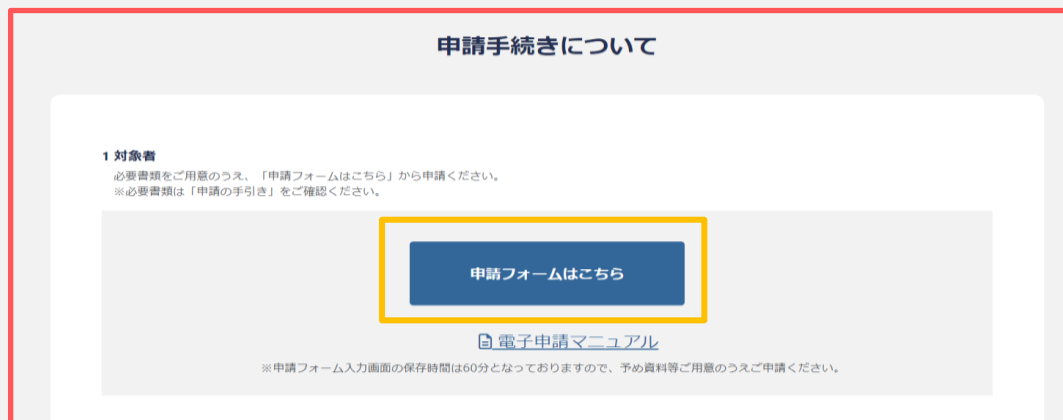 申請手続きについて
1 対象者
必要書類をご用意のうえ、「申請フォームはこちら」から申請ください。
※必要書類は「申請の手引き」をご確認ください。
申請フォームはこちら
電子申請マニュアル
※申請フォーム入力画面の保存時間は60分となっておりますので、予め資料等ご用意のうえご申請ください。